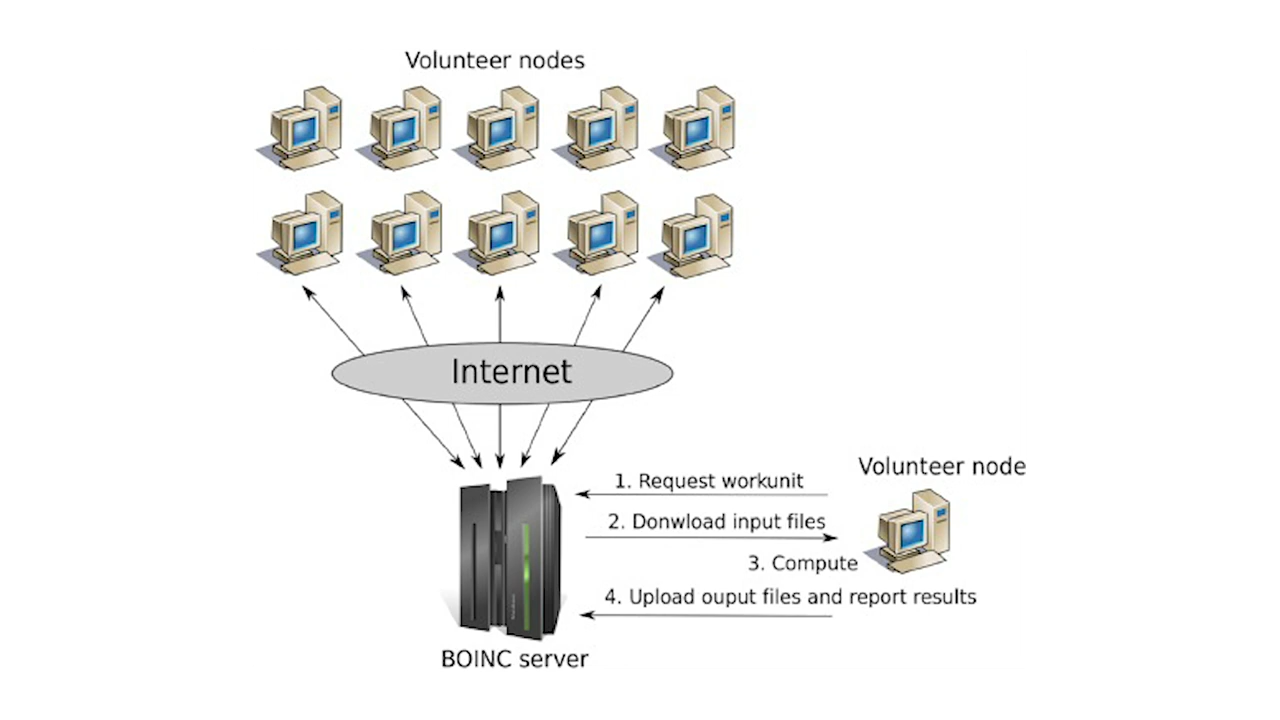 Volunteer nodes
Internet
Volunteer node
1. Request workunit
2. Donwload input files
3. Compute
4. Upload ouput files and report results
BOINC server